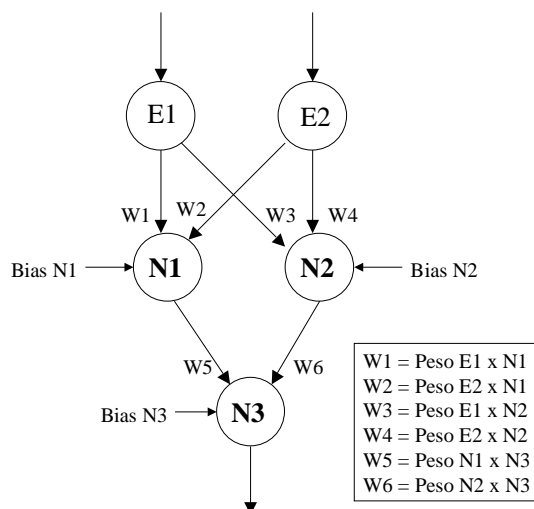 E1 E2
W1 W2 W3 W4
Bias N1 N1 N2 Bias N2
W5 W6
Bias N3 N3
W1 = Peso E1 x N1
W2 = Peso E2 x N1
W3 = Peso E1 x N2
W4 = Peso E2 x N2
W5 = Peso N1 x N3
W6 = Peso N2 x N3